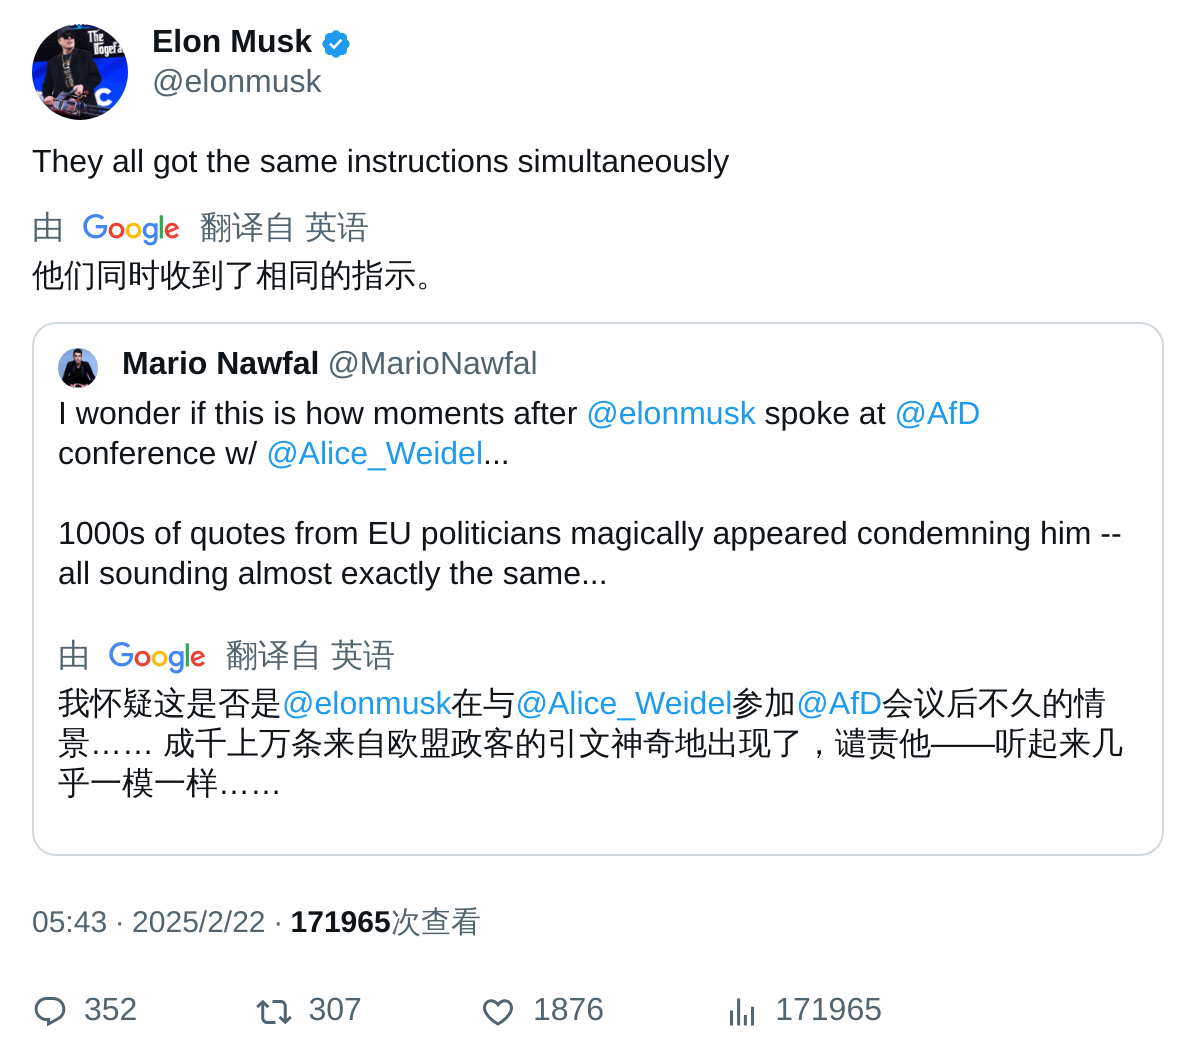 The
Dogefa
Elon Musk
@elonmusk
They all got the same instructions simultaneously
由 Google 翻译自 英语
他们同时收到了相同的指示。
Mario Nawfal @MarioNawfal
I wonder if this is how moments after @elonmusk spoke at @AfD
conference w/ @Alice_Weidel...
1000s of quotes from EU politicians magically appeared condemning him --
all sounding almost exactly the same...
由 Google 翻译自 英语
我怀疑这是否是@elonmusk在与@Alice_Weidel参加@AfD会议后不久的情
景…… 成千上万条来自欧盟政客的引文神奇地出现了，谴责他——听起来几
乎一模一样……
05:43 · 2025/2/22 · 171965次查看
352 307 1876 171965